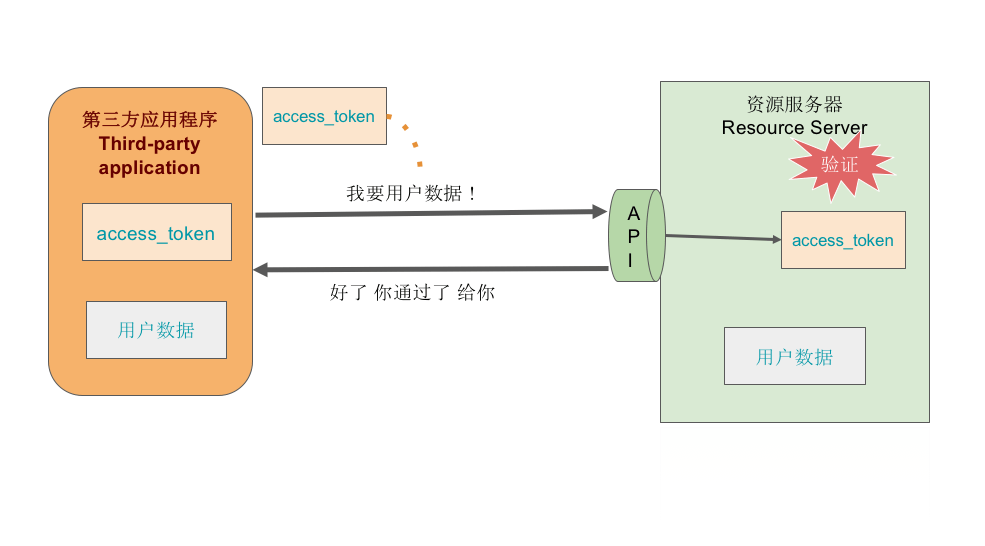 第三方应用程序
Third-party
application
access_token
用户数据
access_token
我要用户数据！
好了 你通过了 给你
A
P
I
资源服务器
Resource Server
验证
access_token
用户数据